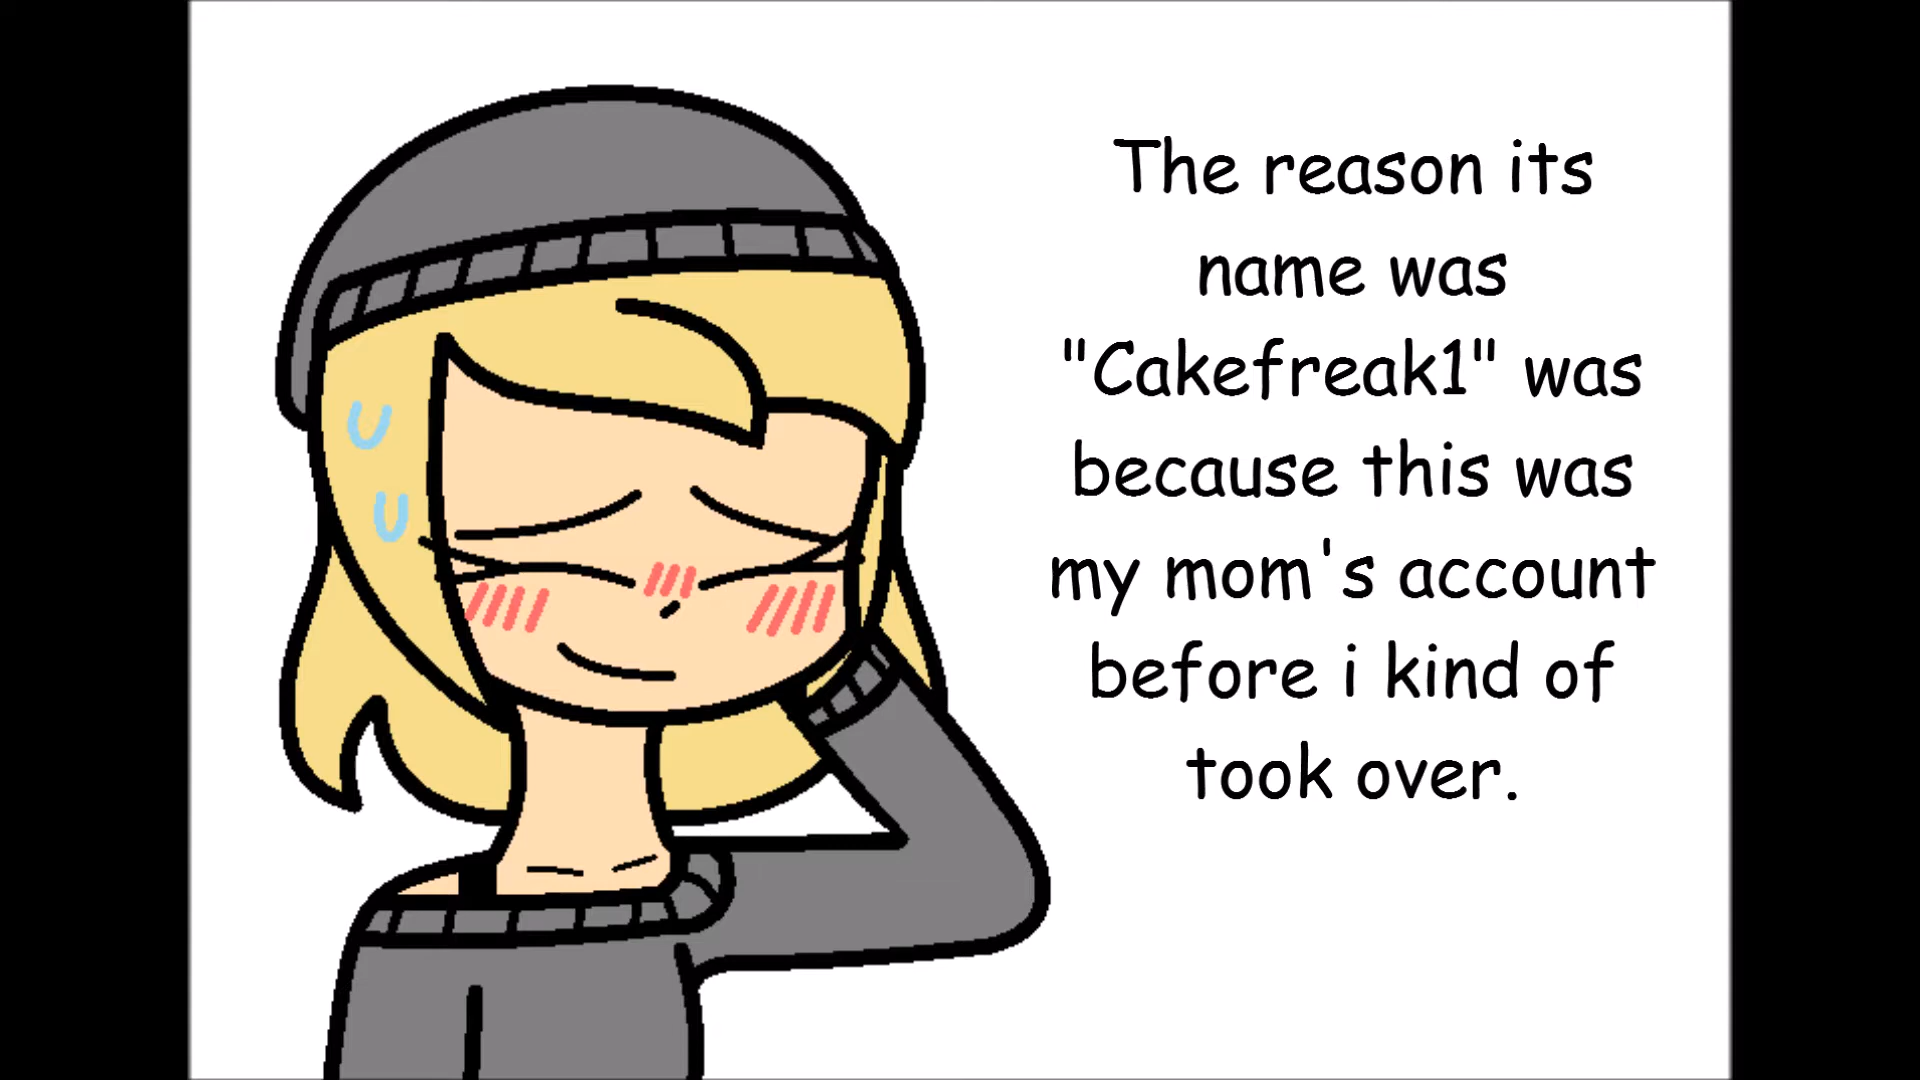 The reason its
name was
"Cakefreak1" was
because this was
my mom's account
before i kind of
took over.